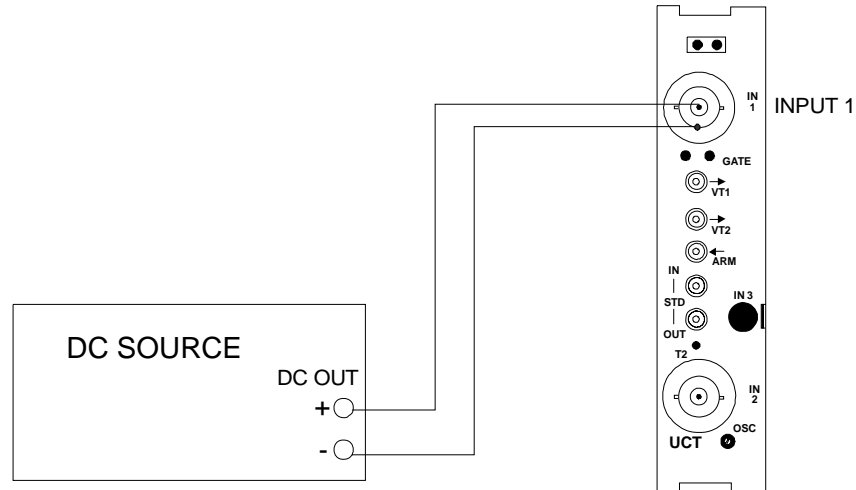 IN
1
INPUT 1
GATE
VT1
VT2
ARM
IN
STD
IN 3
OUT
T2
DC SOURCE
DC OUT
+
-
IN
2
OSC
UCT